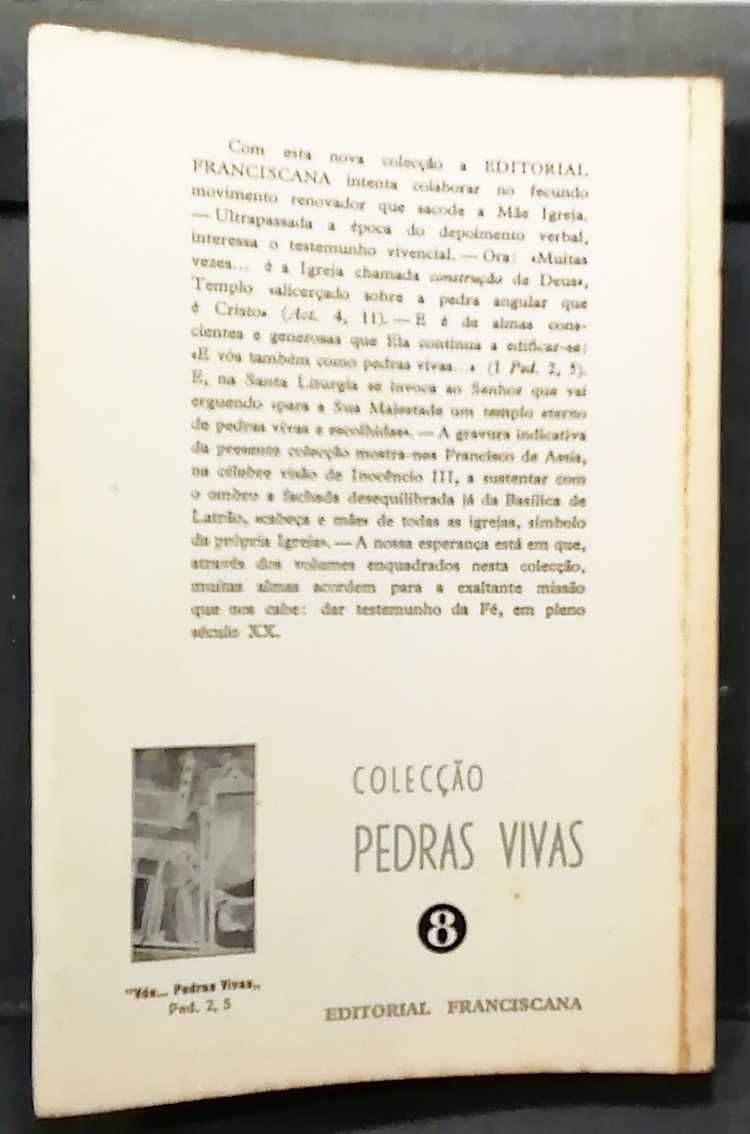 Com esta nova colecção a EDITORIAL
FRANCISCANA intenta colaborar no fecundo
movimento renovador que sacode a Mãe Igreja.
— Ultrapassada a época do depoimento verbal,
interessa o testemunho vivencial. — Ora: «Muitas
vezes... é a Igreja chamada construção de Deus»,
Templo «alicerçado sobre a pedra angular que
é Cristo» (Act. 4, 11). — E é de almas cons-
cientes e generosas que Ela continua a edificar-se:
«E vós também como pedras vivas...» (1 Ped. 2, 5).
E, na Santa Liturgia se invoca ao Senhor que vai
erguendo «para a Sua Majestade um templo eterno
de pedras vivas e escolhidas». — A gravura indicativa
da presente colecção mostra-nos Francisco de Assis,
na célebre visão de Inocêncio III, a sustentar com
o ombro a fachada desequilibrada já da Basílica de
Latrão, «cabeça e mãe» de todas as igrejas, símbolo
da própria Igreja». — A nossa esperança está em que,
através dos volumes enquadrados nesta colecção,
muitas almas acordem para a exaltante missão
que nos cabe: dar testemunho da Fé, em pleno
século XX.
COLECÇÃO
PEDRAS VIVAS
8
"Vós... Pedras Vivas„
Ped. 2, 5
EDITORIAL FRANCISCANA